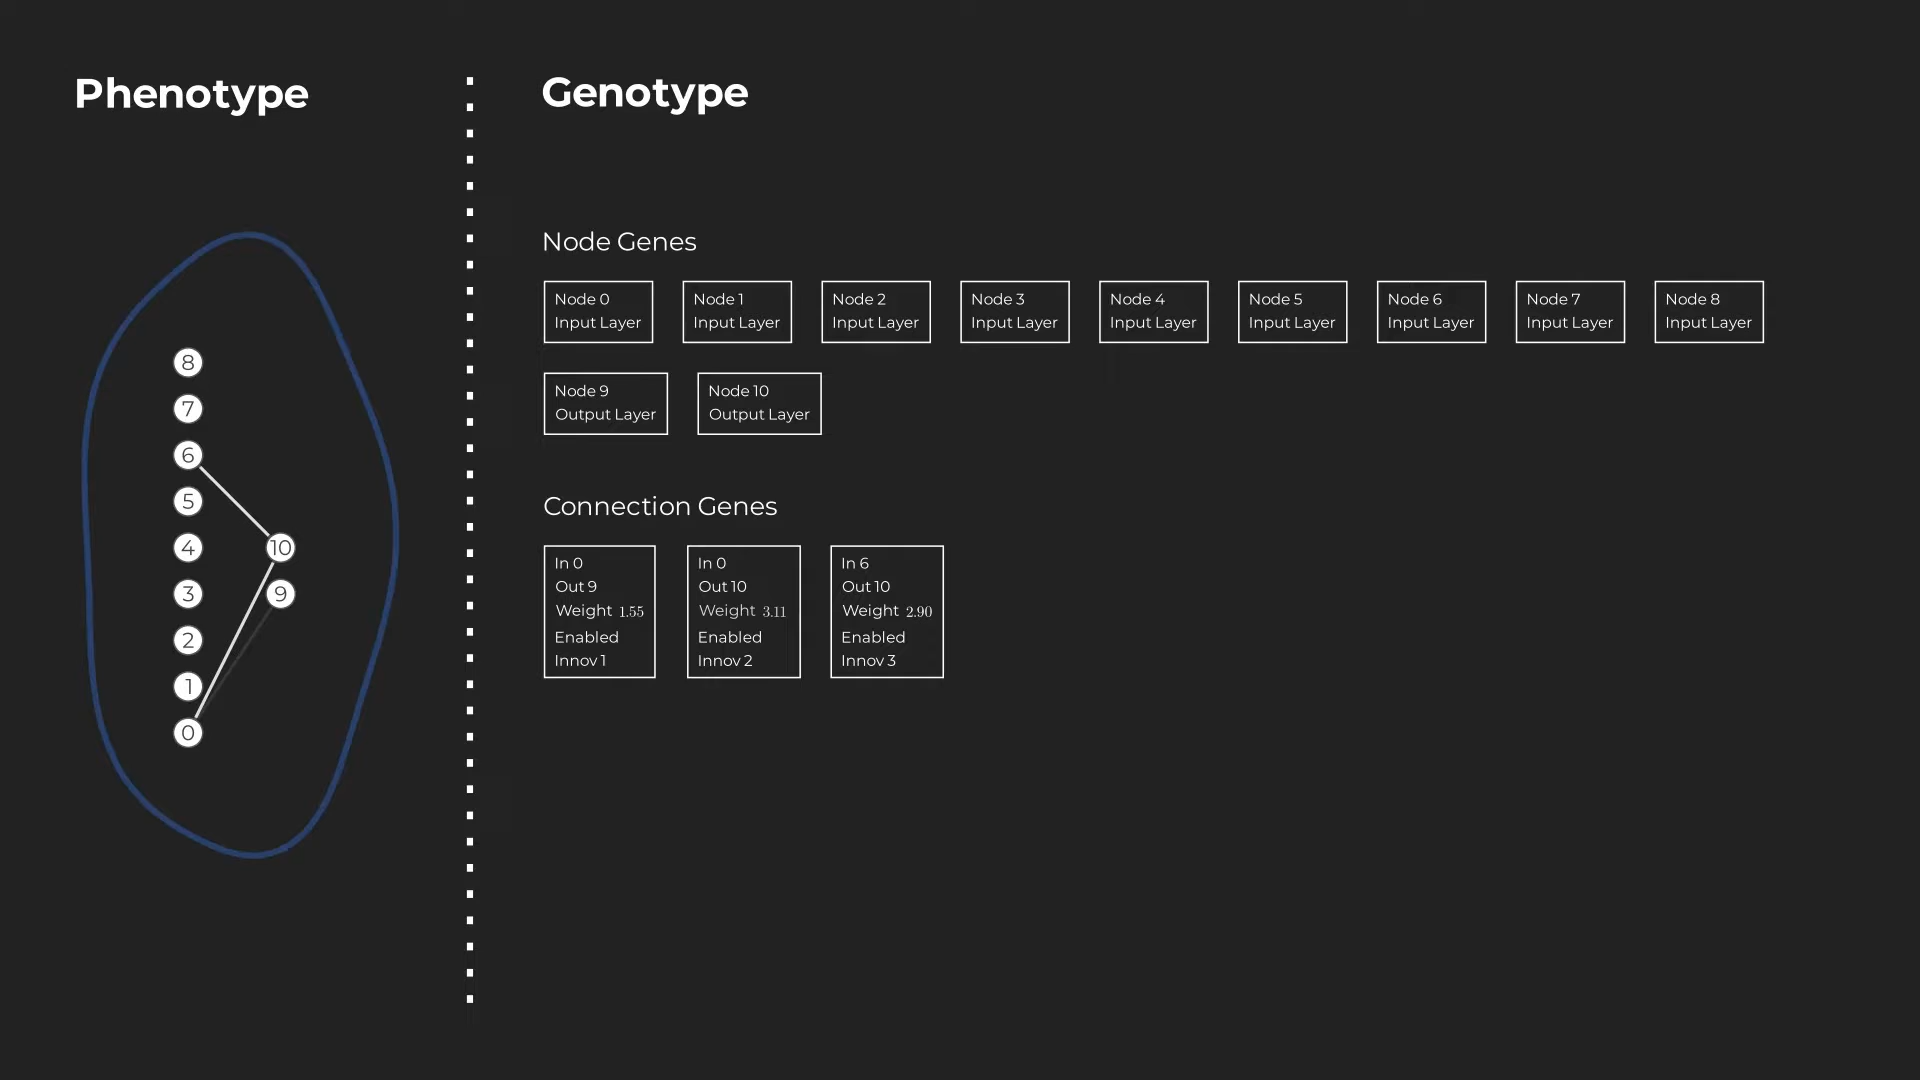 Phenotype
8
7
6
5
4
3
2
1
0
10
9
Genotype
Node Genes
Node 0
Input Layer
Node 1
Input Layer
Node 2
Input Layer
Node 3
Input Layer
Node 4
Input Layer
Node 5
Input Layer
Node 6
Input Layer
Node 7
Input Layer
Node 8
Input Layer
Node 9
Output Layer
Node 10
Output Layer
Connection Genes
In 0
Out 9
Weight 1.55
Enabled
Innov 1
In 0
Out 10
Weight 3.11
Enabled
Innov 2
In 6
Out 10
Weight 2.90
Enabled
Innov 3